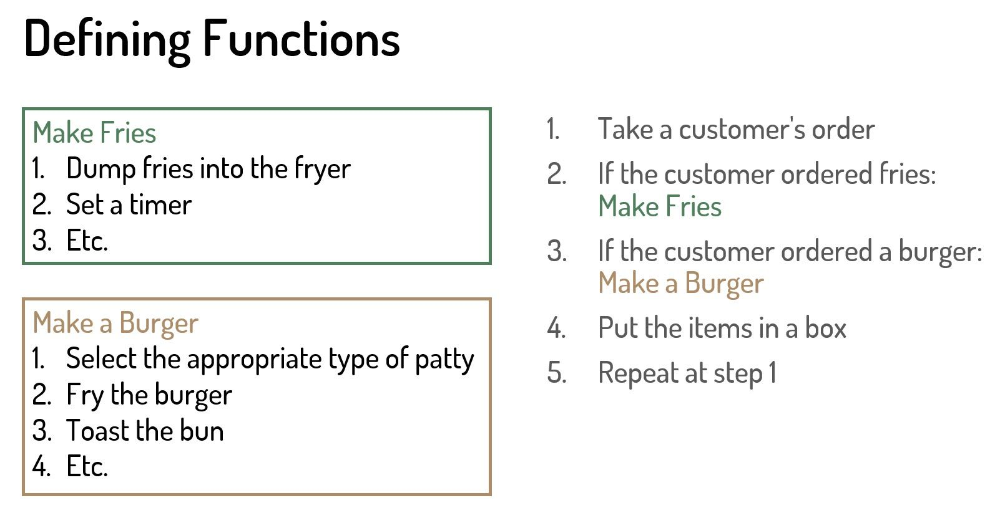 Defining Functions
Make Fries
1. Dump fries into the fryer
2. Set a timer
3. Etc.
Make a Burger
1. Select the appropriate type of patty
2. Fry the burger
3. Toast the bun
4. Etc.
1. Take a customer's order
2. If the customer ordered fries:
Make Fries
3. If the customer ordered a burger:
Make a Burger
4. Put the items in a box
5. Repeat at step 1